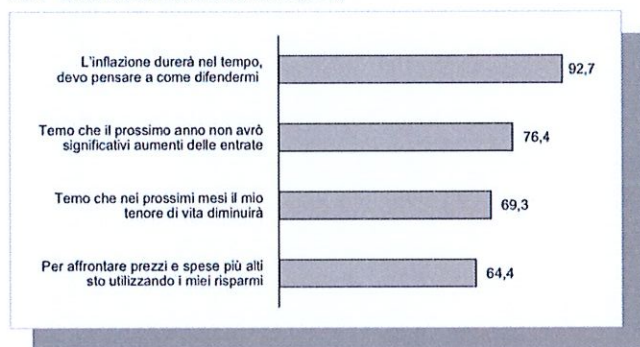 L'inflazione durerà nel tempo,
devo pensare a come difendermi
92,7
Temo che il prossimo anno non avrò
significativi aumenti delle entrate
76,4
Temo che nei prossimi mesi il mio
tenore di vita diminuirà
69,3
Per affrontare prezzi e spese più alti
sto utilizzando i miei risparmi
64,4